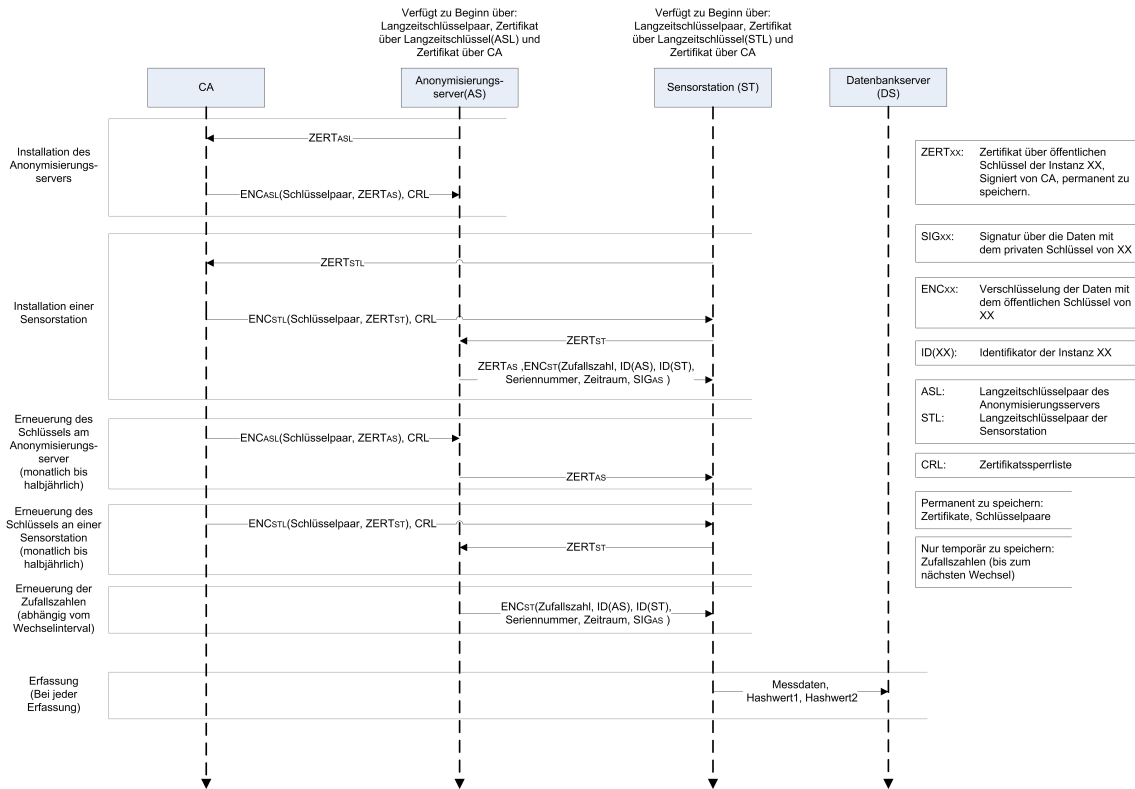 Verfügt zu Beginn über:
Langzeitschlüsselpaar, Zertifikat
über Langzeitschlüssel(ASL) und
Zertifikat über CA
Verfügt zu Beginn über:
Langzeitschlüsselpaar, Zertifikat
über Langzeitschlüssel(STL) und
Zertifikat über CA
CA
Anonymisierungs-
server(AS)
Sensorstation (ST)
Datenbankserver
(DS)
Installation des
Anonymisierungs-
servers
ZERTASL
ENCASL(Schlüsselpaar, ZERTAS), CRL
Installation einer
Sensorstation
ZERTSTL
ENCSTL(Schlüsselpaar, ZERTST), CRL
ZERTST
ZERTAS ,ENCST(Zufallszahl, ID(AS), ID(ST),
Seriennummer, Zeitraum, SIGAS )
Erneuerung des
Schlüssels am
Anonymisierungs-
server
(monatlich bis
halbjährlich)
ENCASL(Schlüsselpaar, ZERTAS), CRL
ZERTAS
Erneuerung des
Schlüssels an einer
Sensorstation
(monatlich bis
halbjährlich)
ENCSTL(Schlüsselpaar, ZERTST), CRL
ZERTST
Erneuerung der
Zufallszahlen
(abhängig vom
Wechselinterval)
ENCST(Zufallszahl, ID(AS), ID(ST),
Seriennummer, Zeitraum, SIGAS )
Erfassung
(Bei jeder
Erfassung)
Messdaten,
Hashwert1, Hashwert2
ZERTXX: Zertifikat über öffentlichen
Schlüssel der Instanz XX,
Signiert von CA, permanent zu
speichern.
SIGXX: Signatur über die Daten mit
dem privaten Schlüssel von XX
ENCXX: Verschlüsselung der Daten mit
dem öffentlichen Schlüssel von
XX
ID(XX): Identifikator der Instanz XX
ASL: Langzeitschlüsselpaar des
Anonymisierungsservers
STL: Langzeitschlüsselpaar der
Sensorstation
CRL: Zertifikatssperrliste
Permanent zu speichern:
Zertifikate, Schlüsselpaare
Nur temporär zu speichern:
Zufallszahlen (bis zum
nächsten Wechsel)